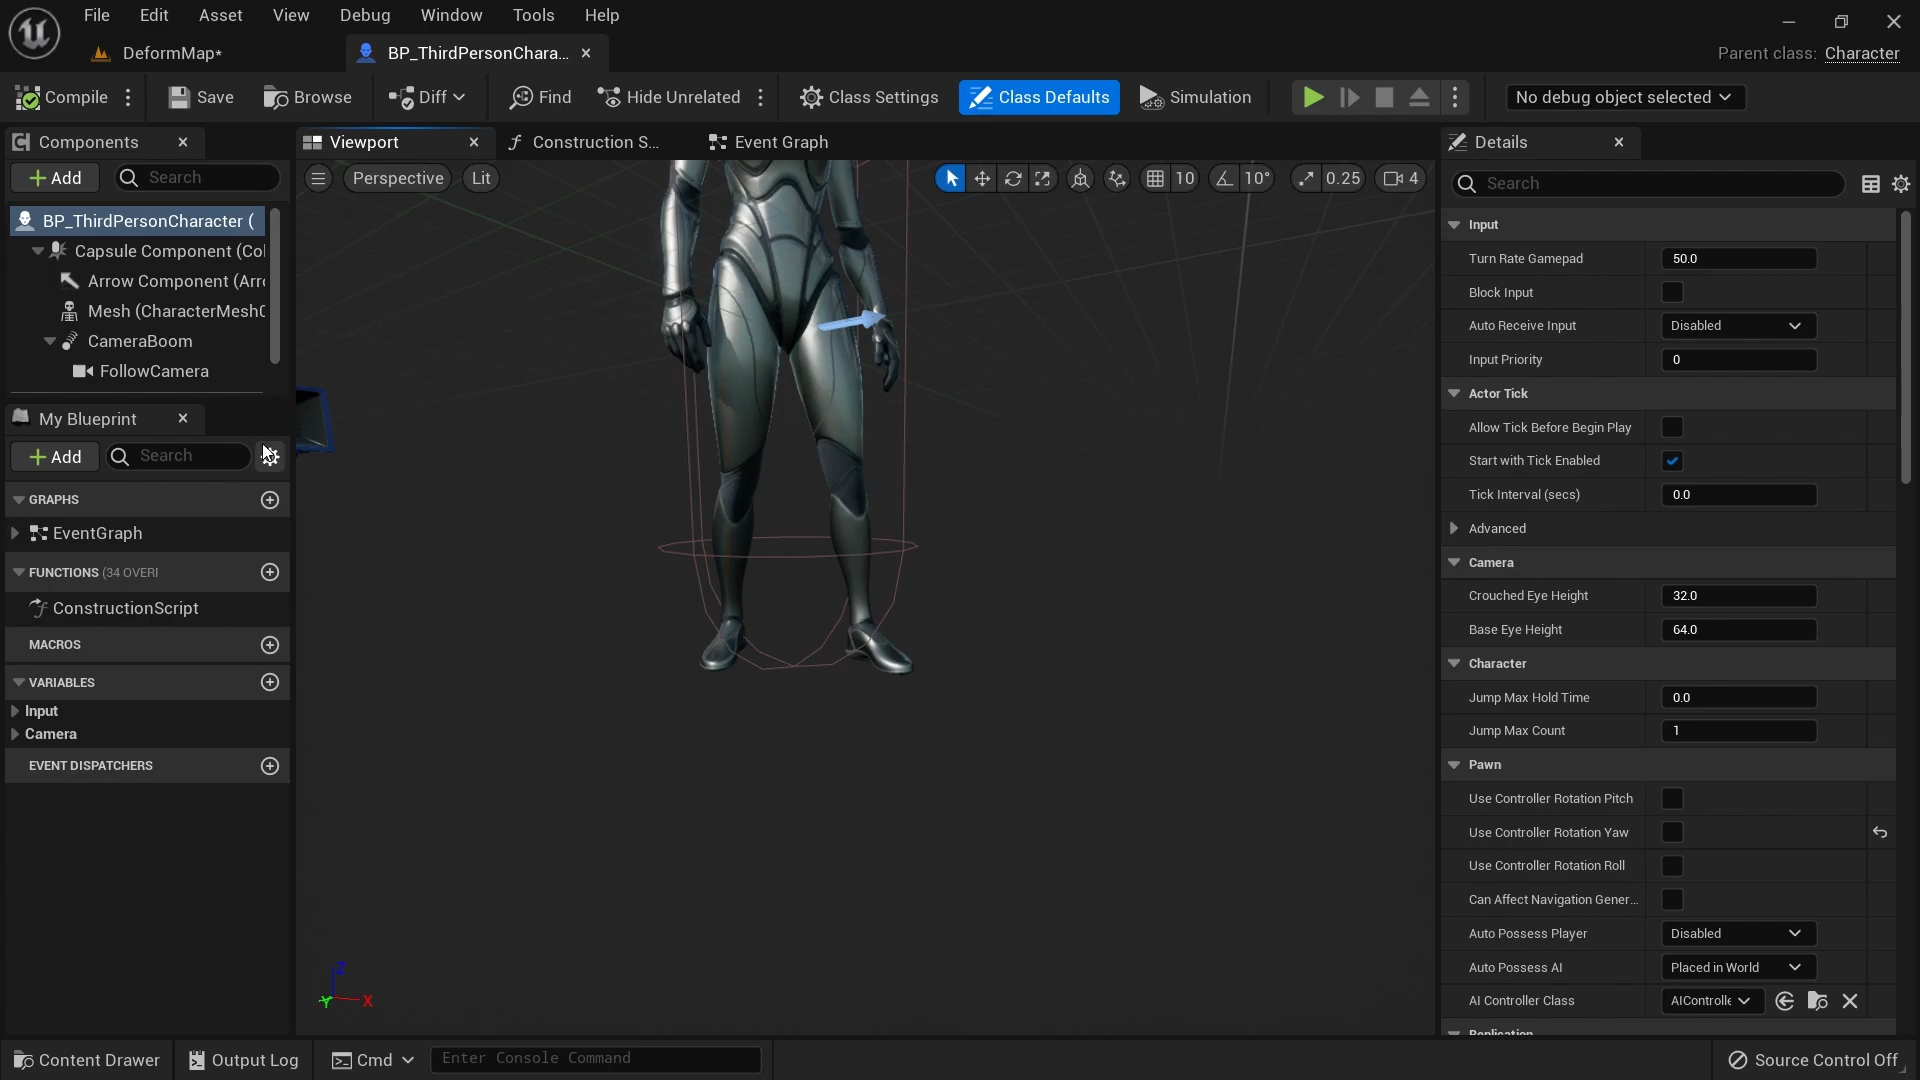 File Edit Asset View Debug Window Tools Help
DeformMap*
BP_ThirdPersonChara...
Parent class: Character
Compile
Save
Browse
Diff
Find
Hide Unrelated
Class Settings
Class Defaults
Simulation
No debug object selected
Components
Add
Search
BP_ThirdPersonCharacter (
Capsule Component (Col
Arrow Component (Arr
Mesh (CharacterMesh
CameraBoom
FollowCamera
My Blueprint
Add
Search
GRAPHS
EventGraph
FUNCTIONS (34 OVERR
ConstructionScript
MACROS
VARIABLES
Input
Camera
EVENT DISPATCHERS
Viewport
Construction S...
Event Graph
Perspective
Lit
10
10°
0.25
4
Z
Y
X
Details
Search
Input
Turn Rate Gamepad 50.0
Block Input
Auto Receive Input Disabled
Input Priority 0
Actor Tick
Allow Tick Before Begin Play
Start with Tick Enabled
Tick Interval (secs) 0.0
Advanced
Camera
Crouched Eye Height 32.0
Base Eye Height 64.0
Character
Jump Max Hold Time 0.0
Jump Max Count 1
Pawn
Use Controller Rotation Pitch
Use Controller Rotation Yaw
Use Controller Rotation Roll
Can Affect Navigation Gener...
Auto Possess Player Disabled
Auto Possess AI Placed in World
AI Controller Class AIControlle
Replication
Content Drawer
Output Log
Cmd
Enter Console Command
Source Control Off